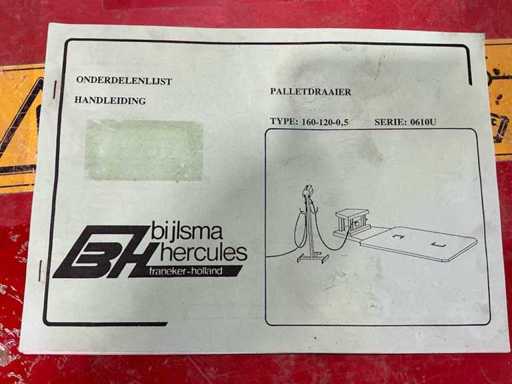 ONDERDELENLIJST
HANDLEIDING
PALLETDRAAIER
TYPE: 160-120-0,5 SERIE: 0610U
BH
bijlsma
hercules
franeker-holland